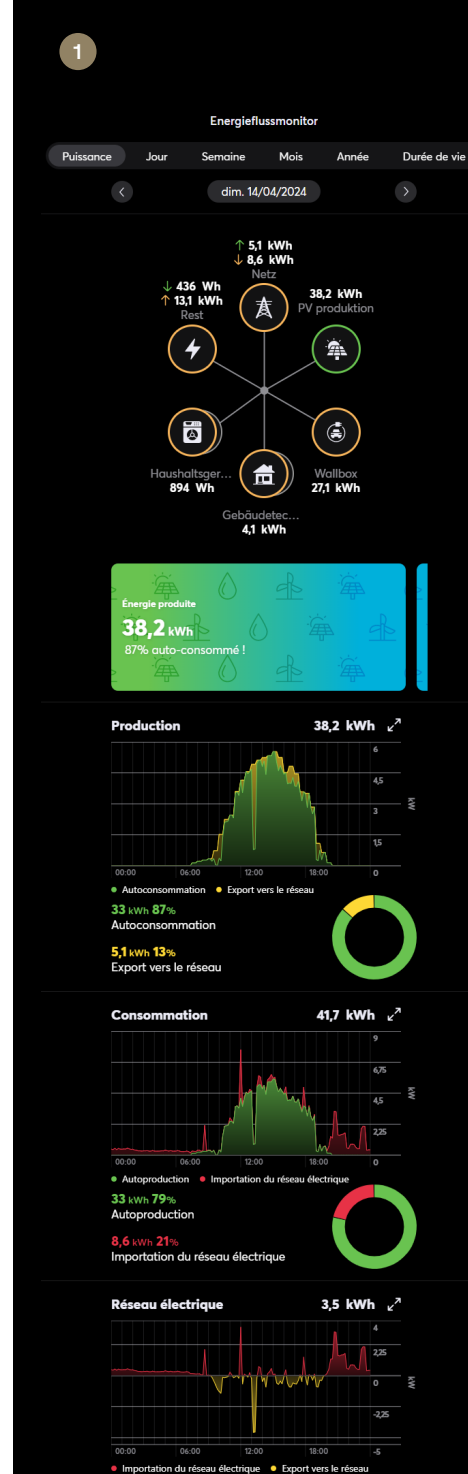 1
Energieflussmonitor
Puissance Jour Semaine Mois Année Durée de vie
dim. 14/04/2024
↑ 5,1 kWh
↓ 8,6 kWh
Netz
↓ 436 Wh
↑ 13,1 kWh
Rest
38,2 kWh
PV produktion
Haushaltsger...
894 Wh
Wallbox
27,1 kWh
Gebäudetec...
4,1 kWh
Énergie produite
38,2 kWh
87% auto-consommé !
Production 38,2 kWh
6
4,5
3
1,5
0
kW
00:00 06:00 12:00 18:00
Autoconsommation Export vers le réseau
33 kWh 87%
Autoconsommation
5,1 kWh 13%
Export vers le réseau
Consommation 41,7 kWh
9
6,75
4,5
2,25
0
kW
00:00 06:00 12:00 18:00
Autoproduction Importation du réseau électrique
33 kWh 79%
Autoproduction
8,6 kWh 21%
Importation du réseau électrique
Réseau électrique 3,5 kWh
4
2,25
0
-2,25
-5
kW
00:00 06:00 12:00 18:00
Importation du réseau électrique Export vers le réseau